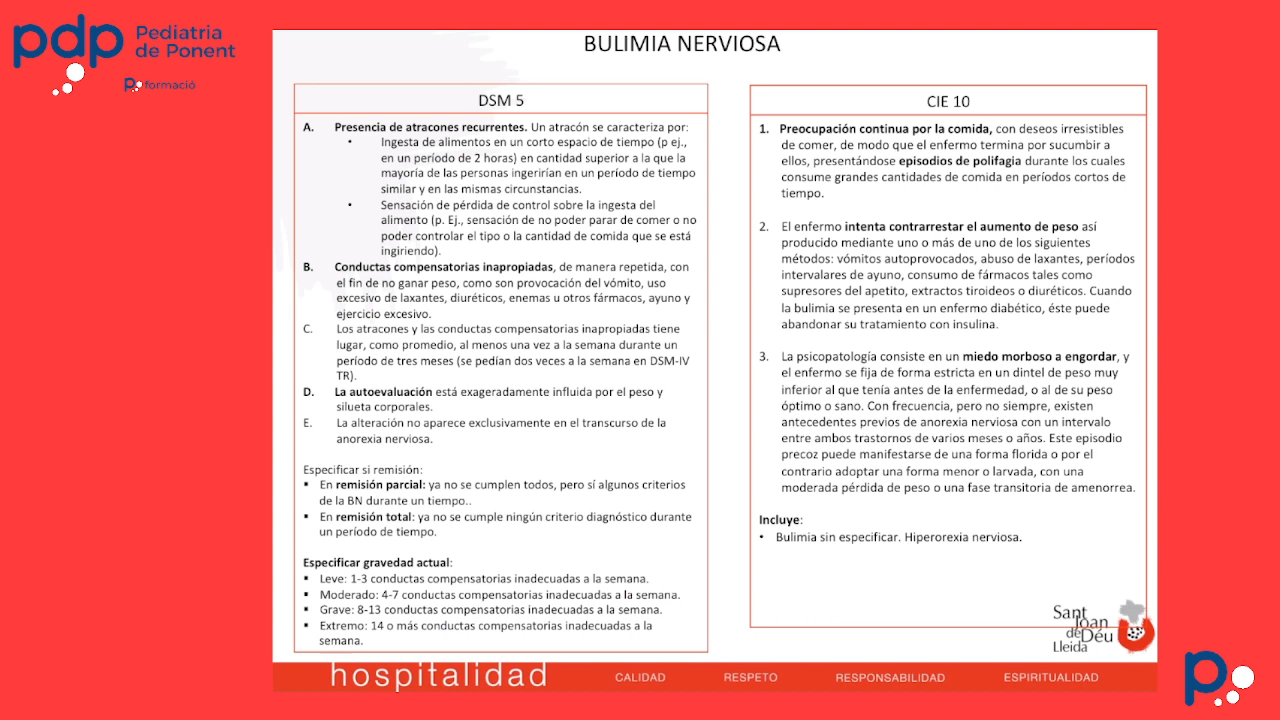 pdp Pediatria
de Ponent
formació
BULIMIA NERVIOSA
DSM 5
A. Presencia de atracones recurrentes. Un atracón se caracteriza por:
• Ingesta de alimentos en un corto espacio de tiempo (p ej.,
en un período de 2 horas) en cantidad superior a la que la
mayoría de las personas ingerirían en un período de tiempo
similar y en las mismas circunstancias.
• Sensación de pérdida de control sobre la ingesta del
alimento (p. Ej., sensación de no poder parar de comer o no
poder controlar el tipo o la cantidad de comida que se está
ingiriendo).
B. Conductas compensatorias inapropiadas, de manera repetida, con
el fin de no ganar peso, como son provocación del vómito, uso
excesivo de laxantes, diuréticos, enemas u otros fármacos, ayuno y
ejercicio excesivo.
C. Los atracones y las conductas compensatorias inapropiadas tiene
lugar, como promedio, al menos una vez a la semana durante un
período de tres meses (se pedían dos veces a la semana en DSM-IV
TR).
D. La autoevaluación está exageradamente influida por el peso y
silueta corporales.
E. La alteración no aparece exclusivamente en el transcurso de la
anorexia nerviosa.
Especificar si remisión:
▪ En remisión parcial: ya no se cumplen todos, pero sí algunos criterios
de la BN durante un tiempo..
▪ En remisión total: ya no se cumple ningún criterio diagnóstico durante
un período de tiempo.
Especificar gravedad actual:
▪ Leve: 1-3 conductas compensatorias inadecuadas a la semana.
▪ Moderado: 4-7 conductas compensatorias inadecuadas a la semana.
▪ Grave: 8-13 conductas compensatorias inadecuadas a la semana.
▪ Extremo: 14 o más conductas compensatorias inadecuadas a la
semana.
CIE 10
1. Preocupación continua por la comida, con deseos irresistibles
de comer, de modo que el enfermo termina por sucumbir a
ellos, presentándose episodios de polifagia durante los cuales
consume grandes cantidades de comida en períodos cortos de
tiempo.
2. El enfermo intenta contrarrestar el aumento de peso así
producido mediante uno o más de uno de los siguientes
métodos: vómitos autoprovocados, abuso de laxantes, períodos
intervalares de ayuno, consumo de fármacos tales como
supresores del apetito, extractos tiroideos o diuréticos. Cuando
la bulimia se presenta en un enfermo diabético, éste puede
abandonar su tratamiento con insulina.
3. La psicopatología consiste en un miedo morboso a engordar, y
el enfermo se fija de forma estricta en un dintel de peso muy
inferior al que tenía antes de la enfermedad, o al de su peso
óptimo o sano. Con frecuencia, pero no siempre, existen
antecedentes previos de anorexia nerviosa con un intervalo
entre ambos trastornos de varios meses o años. Este episodio
precoz puede manifestarse de una forma florida o por el
contrario adoptar una forma menor o larvada, con una
moderada pérdida de peso o una fase transitoria de amenorrea.
Incluye:
• Bulimia sin especificar. Hiperorexia nerviosa.
Sant
Joan
de Déu
Lleida
hospitalidad CALIDAD RESPETO RESPONSABILIDAD ESPIRITUALIDAD